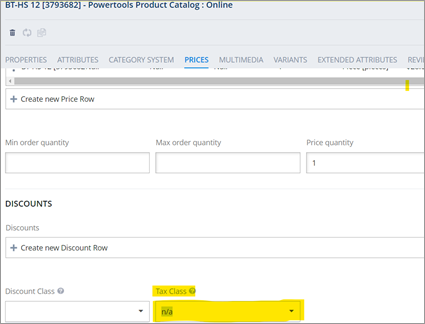 BT-HS 12 [3793682] - Powertools Product Catalog : Online
PROPERTIES ATTRIBUTES CATEGORY SYSTEM PRICES MULTIMEDIA VARIANTS EXTENDED ATTRIBUTES REVI
+ Create new Price Row
Min order quantity Max order quantity Price quantity
1
DISCOUNTS
Discounts
+ Create new Discount Row
Discount Class ? Tax Class ?
n/a